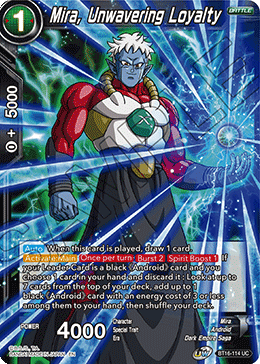 1
Mira, Unwavering Loyalty
BATTLE
+ 5000
Auto When this card is played, draw 1 card.
Activate Main Once per turn Burst 2 Spirit Boost 1 If
your Leader Card is a black 《Android》 card and you
choose 1 card in your hand and discard it : Look at up to
7 cards from the top of your deck, add up to 1
black 《Android》 card with an energy cost of 3 or less
among them to your hand, then shuffle your deck.
POWER 4000
Character Mira
Special Trait Android
Era Dark Empire Saga
BT16-114 UC